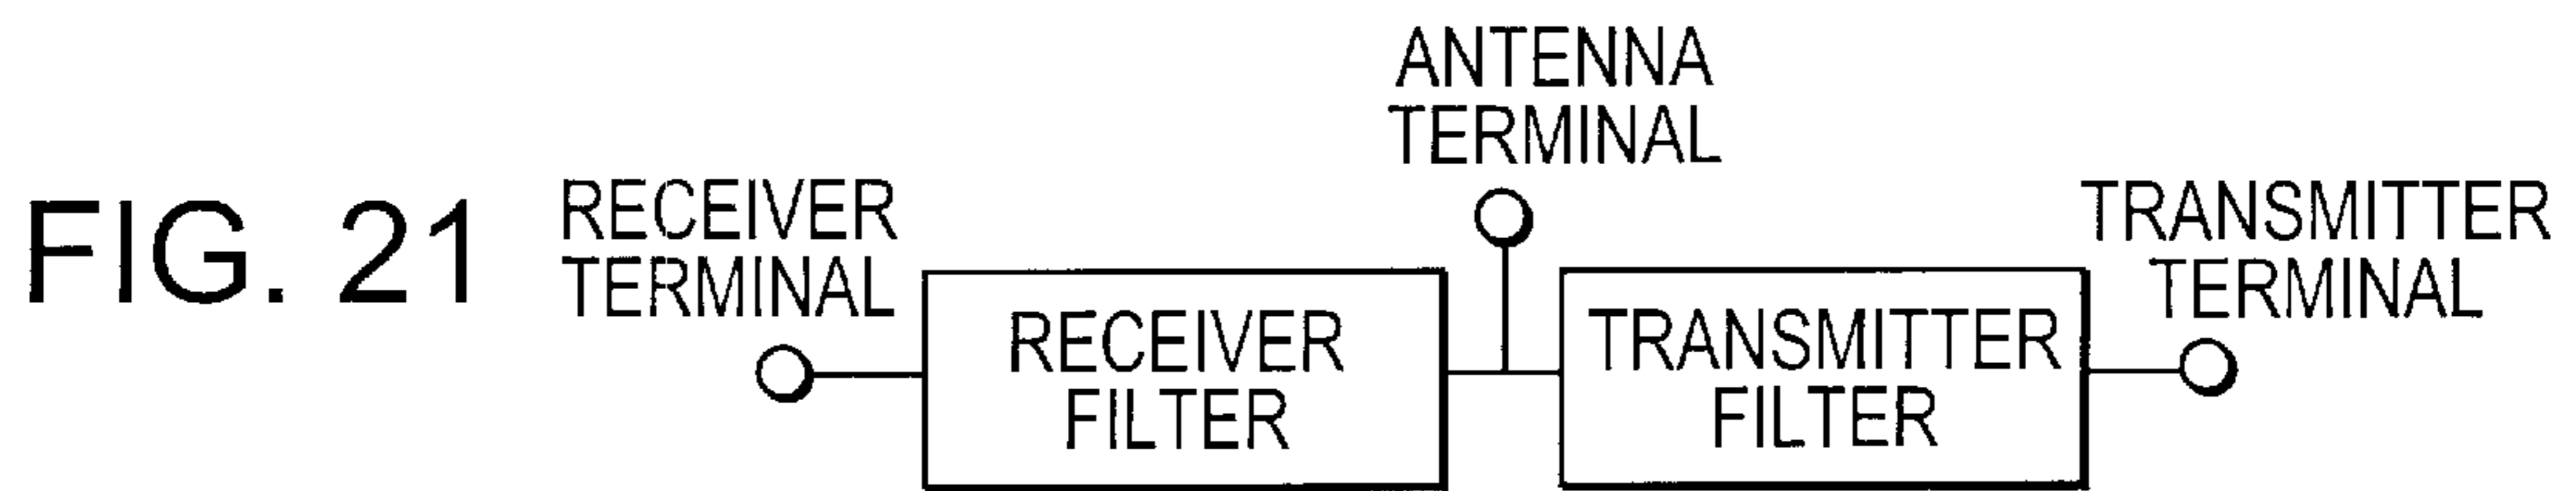 FIG. 21
RECEIVER
TERMINAL
RECEIVER
FILTER
ANTENNA
TERMINAL
TRANSMITTER
FILTER
TRANSMITTER
TERMINAL